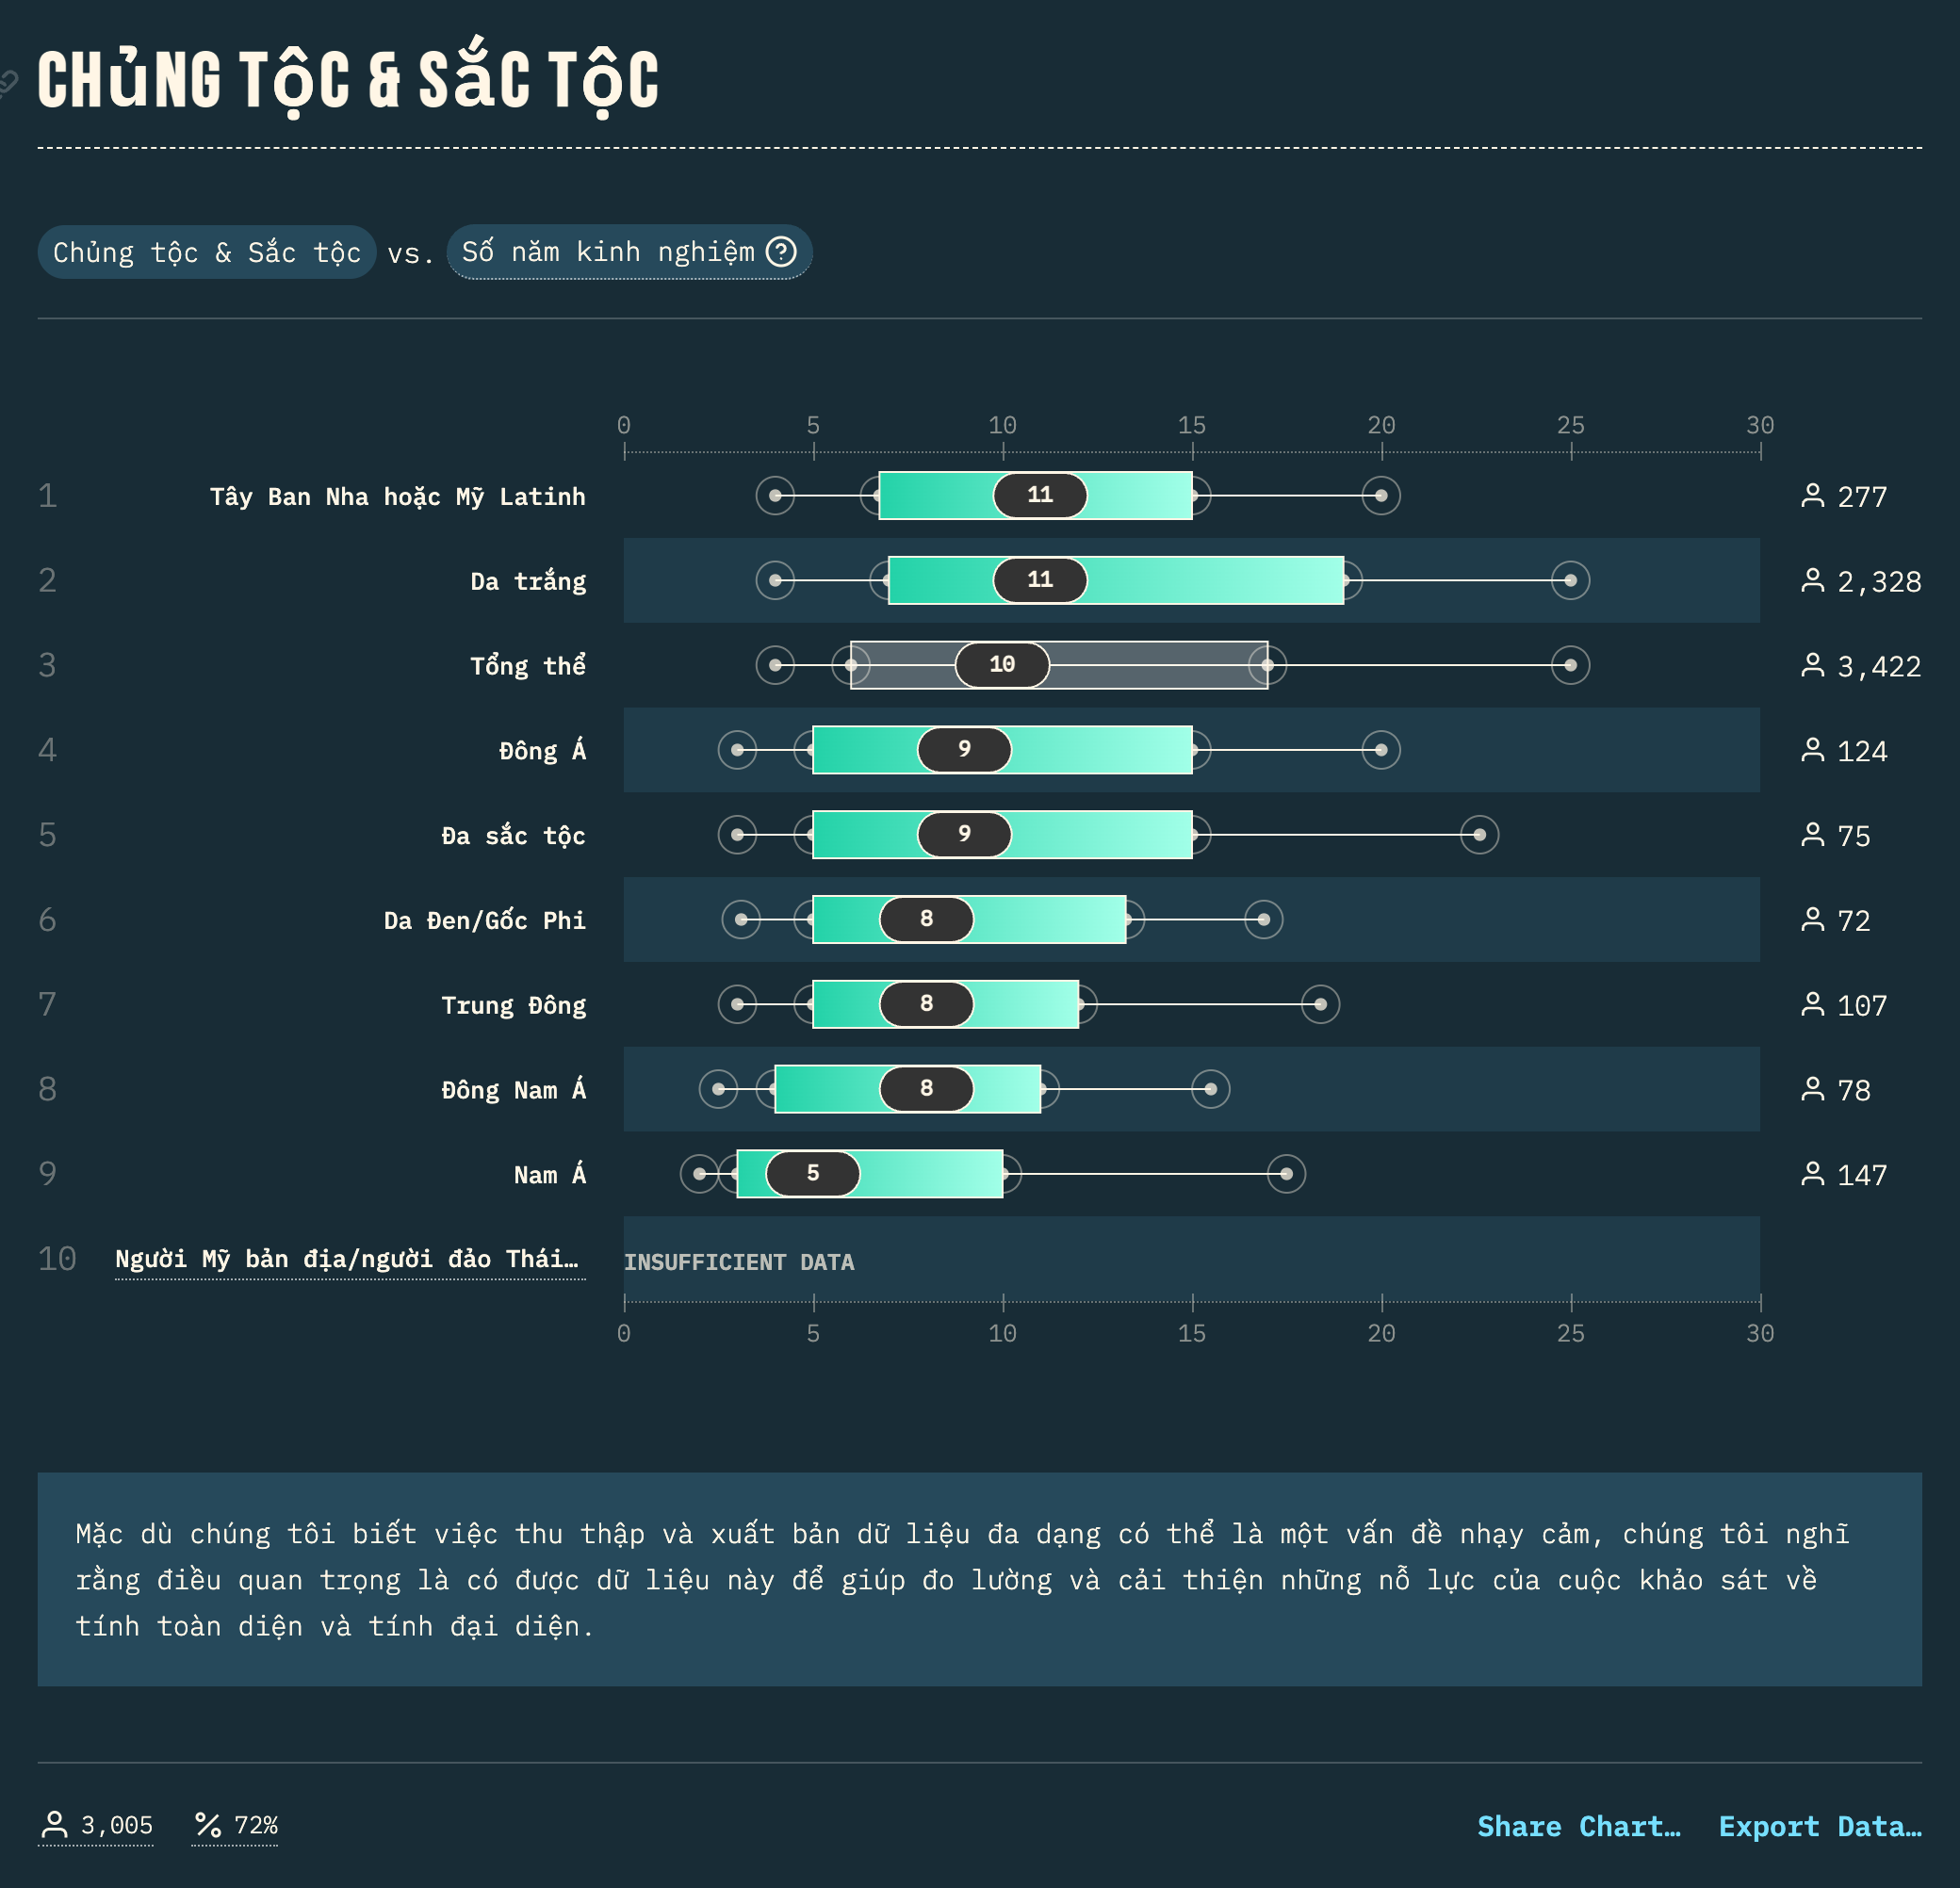 CHủNG TộC & SắC TộC
Chủng tộc & Sắc tộc vs. Số năm kinh nghiệm ?
0 5 10 15 20 25 30
1 Tây Ban Nha hoặc Mỹ Latinh 11 277
2 Da trắng 11 2,328
3 Tổng thể 10 3,422
4 Đông Á 9 124
5 Đa sắc tộc 9 75
6 Da Đen/Gốc Phi 8 72
7 Trung Đông 8 107
8 Đông Nam Á 8 78
9 Nam Á 5 147
10 Người Mỹ bản địa/người đảo Thái… INSUFFICIENT DATA
0 5 10 15 20 25 30
Mặc dù chúng tôi biết việc thu thập và xuất bản dữ liệu đa dạng có thể là một vấn đề nhạy cảm, chúng tôi nghĩ
rằng điều quan trọng là có được dữ liệu này để giúp đo lường và cải thiện những nỗ lực của cuộc khảo sát về
tính toàn diện và tính đại diện.
3,005 % 72% Share Chart… Export Data…